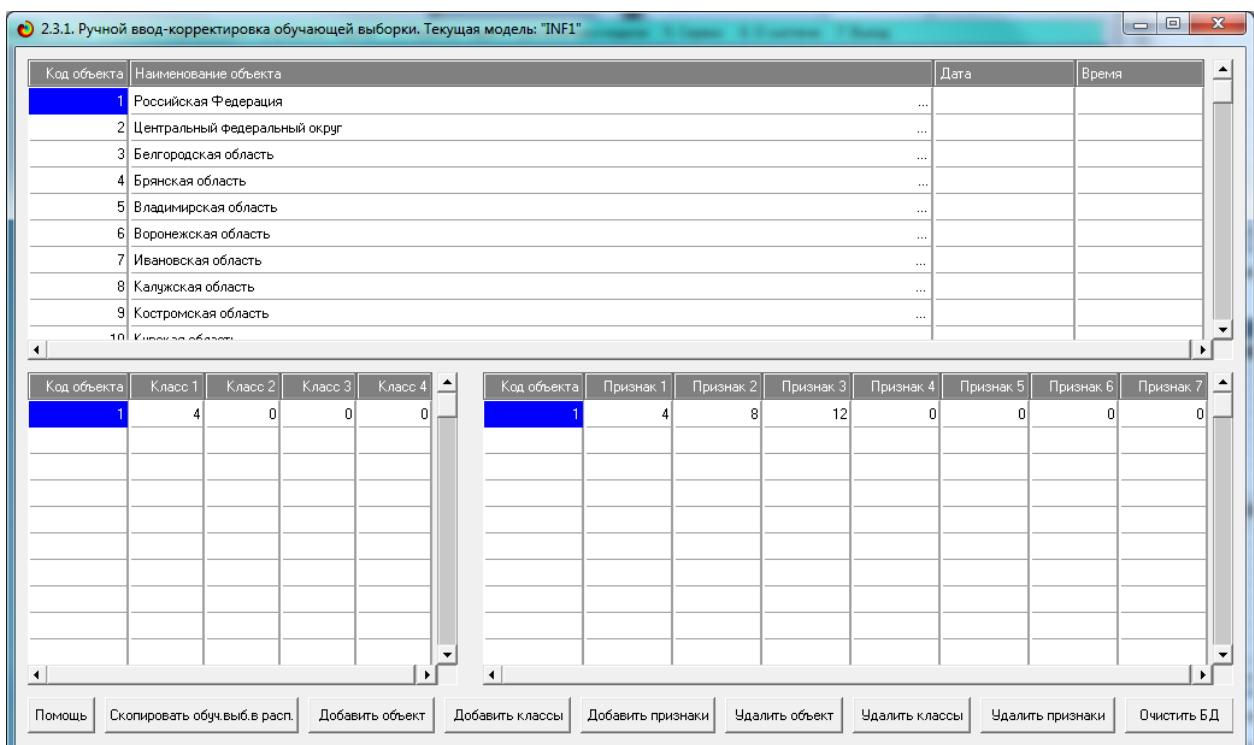 2.3.1. Ручной ввод-корректировка обучающей выборки. Текущая модель: "INF1"
Код объекта Наименование объекта Дата Время
1 Российская Федерация ...
2 Центральный федеральный округ ...
3 Белгородская область ...
4 Брянская область ...
5 Владимирская область ...
6 Воронежская область ...
7 Ивановская область ...
8 Калужская область ...
9 Костромская область ...
10 Курская область
Код объекта Класс 1 Класс 2 Класс 3 Класс 4
1 4 0 0 0
Код объекта Признак 1 Признак 2 Признак 3 Признак 4 Признак 5 Признак 6 Признак 7
1 4 8 12 0 0 0 0
Помощь Скопировать обуч.выб.в расп. Добавить объект Добавить классы Добавить признаки Удалить объект Удалить классы Удалить признаки Очистить БД